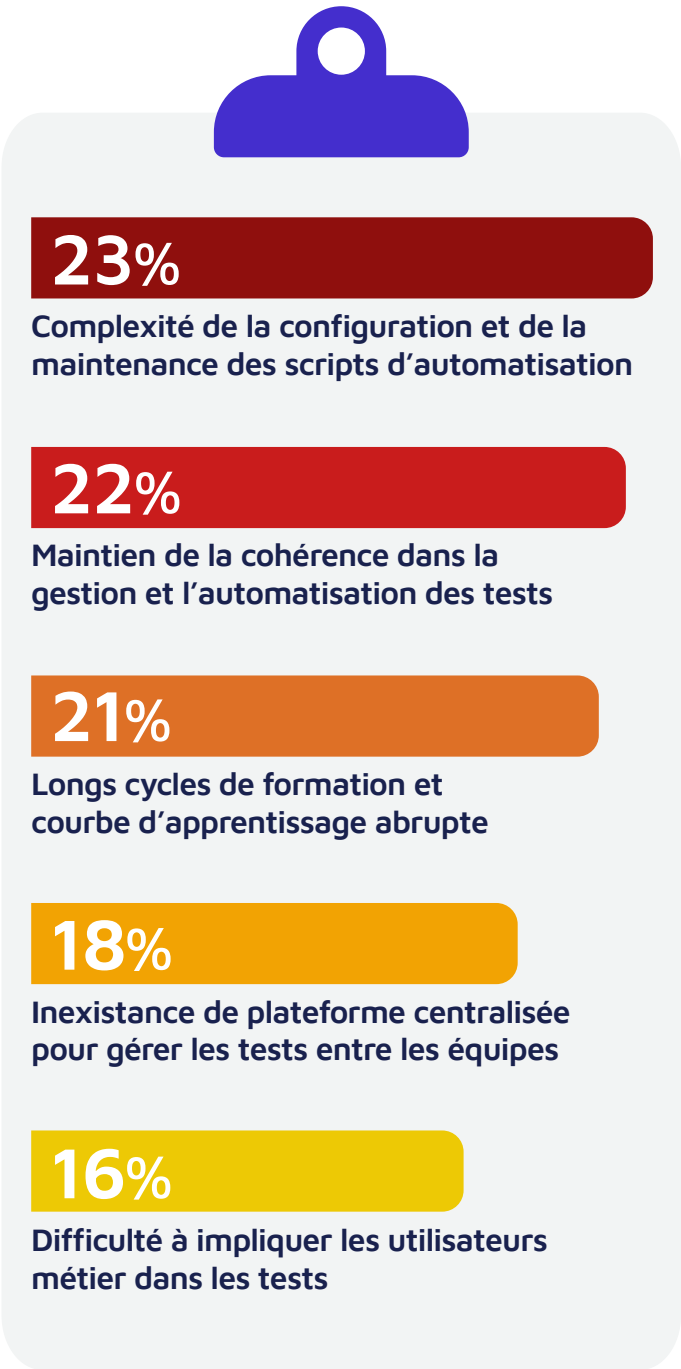 23%
Complexité de la configuration et de la
maintenance des scripts d’automatisation
22%
Maintien de la cohérence dans la
gestion et l’automatisation des tests
21%
Longs cycles de formation et
courbe d’apprentissage abrupte
18%
Inexistance de plateforme centralisée
pour gérer les tests entre les équipes
16%
Difficulté à impliquer les utilisateurs
métier dans les tests